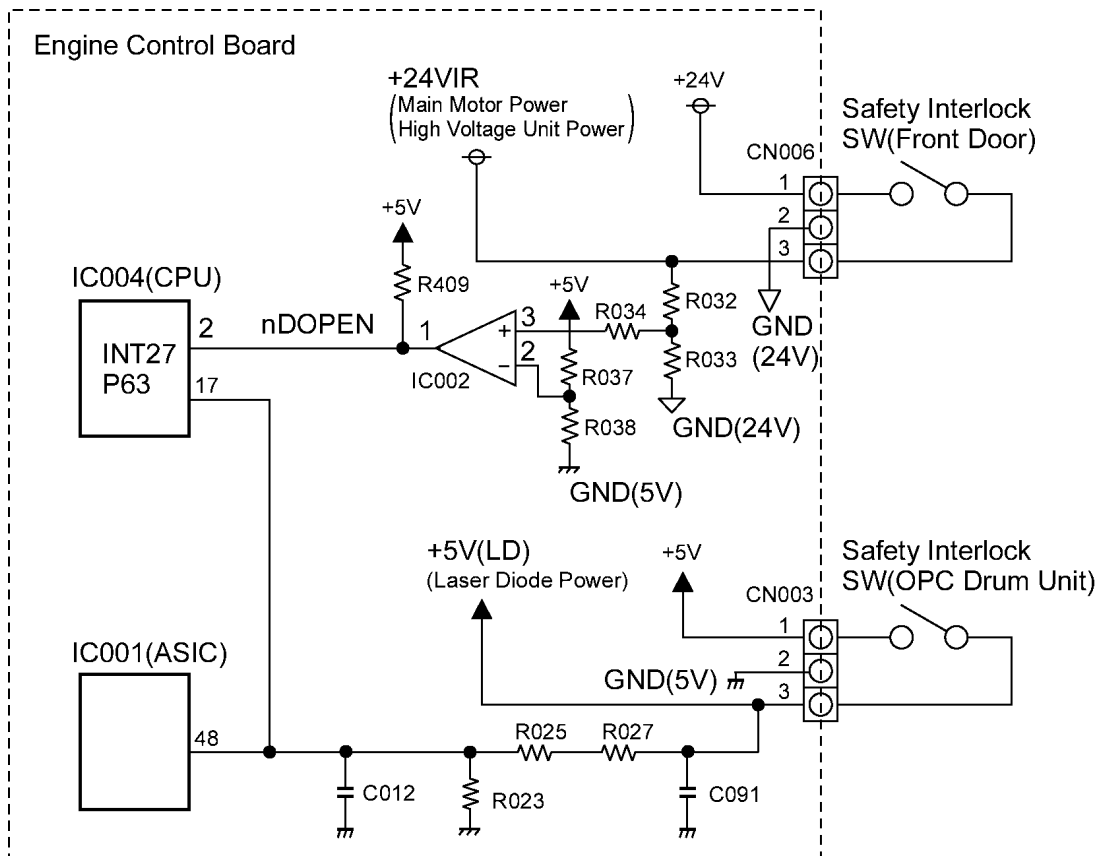 Engine Control Board
+24VIR
(Main Motor Power
High Voltage Unit Power)
+24V
Safety Interlock
SW(Front Door)
CN006
1
2
3
+5V
R409
IC004(CPU)
2
nDOPEN
1
INT27
P63
17
IC002
3
2
+5V
R034
R032
R037
R033
R038
GND
(24V)
GND(24V)
GND(5V)
+5V(LD)
(Laser Diode Power)
+5V
Safety Interlock
SW(OPC Drum Unit)
CN003
1
2
3
GND(5V)
IC001(ASIC)
48
R025
R027
C012
R023
C091